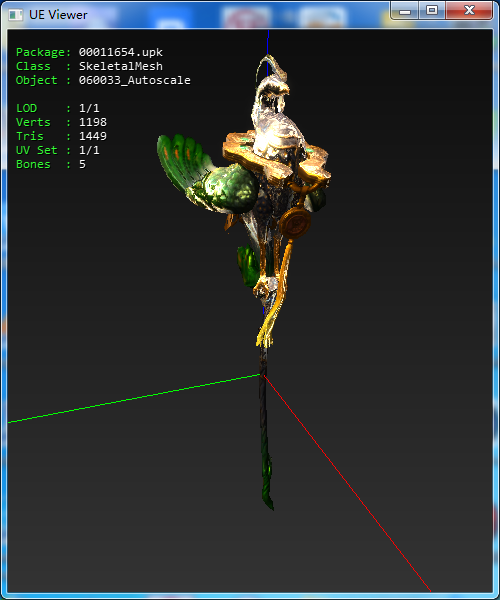 UE Viewer
Package: 00011654.upk
Class : SkeletalMesh
Object : 060033_Autoscale
LOD : 1/1
Verts : 1198
Tris : 1449
UV Set : 1/1
Bones : 5